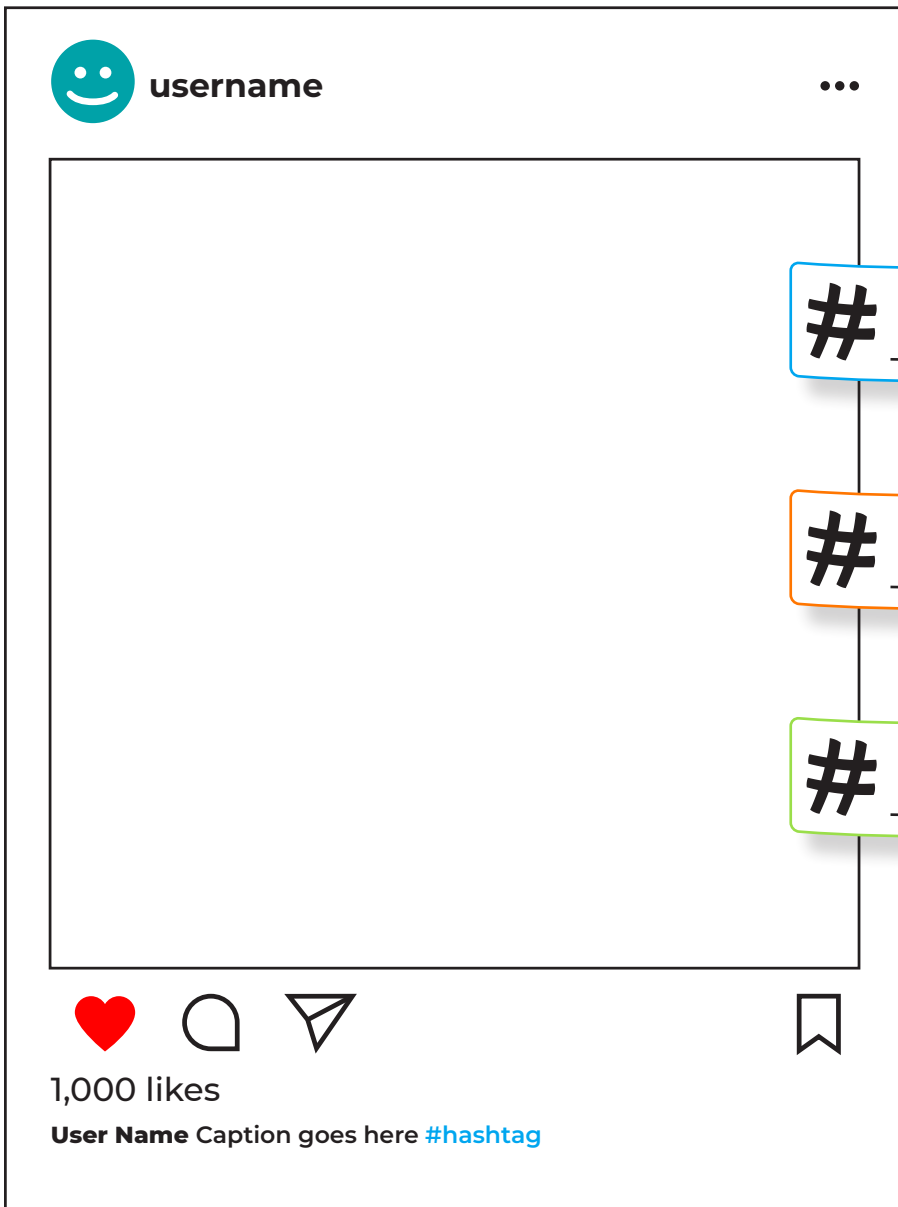 username
# _
# _
# _
1,000 likes
User Name Caption goes here #hashtag